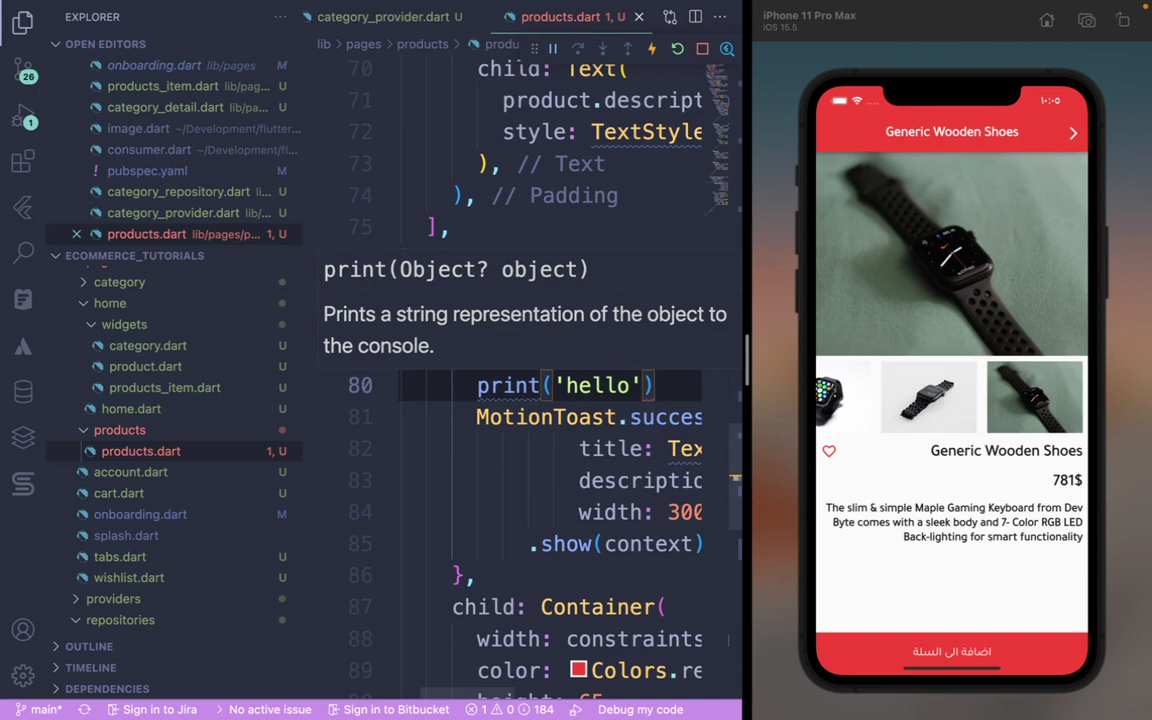 EXPLORER
OPEN EDITORS
onboarding.dart lib/pages M
26
products_item.dart lib/pag... U
category_detail.dart lib/pa... U
1
image.dart ~/Development/flutter...
consumer.dart ~/Development/fl...
! pubspec.yaml M
category_repository.dart li... U
category_provider.dart lib/... U
products.dart lib/pages/p... 1, U
ECOMMERCE_TUTORIALS
category
home
widgets
category.dart U
product.dart U
products_item.dart U
home.dart U
products
products.dart 1, U
account.dart U
cart.dart U
onboarding.dart M
splash.dart U
tabs.dart U
wishlist.dart U
providers
repositories
OUTLINE
TIMELINE
DEPENDENCIES
category_provider.dart U
products.dart 1, U
lib > pages > products > produ
70 child: Text(
71 product.descript
72 style: TextStyle
73 ), // Text
74 ), // Padding
75 ],
print(Object? object)
Prints a string representation of the object to
the console.
80 print('hello')
81 MotionToast.succes
82 title: Tex
83 descriptio
84 width: 300
85 .show(context)
86 },
87 child: Container(
88 width: constraints
89 color: Colors.re
main*
Sign in to Jira
No active issue
Sign in to Bitbucket
1 0 184
Debug my code
iPhone 11 Pro Max
iOS 15.5
١٠:٠٥
Generic Wooden Shoes
Generic Wooden Shoes
781$
The slim & simple Maple Gaming Keyboard from Dev
Byte comes with a sleek body and 7- Color RGB LED
Back-lighting for smart functionality
اضافة الى السلة